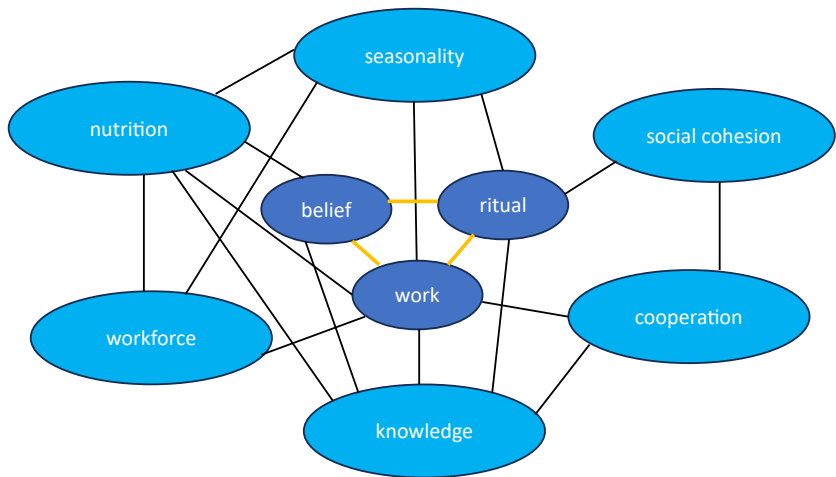 seasonality
nutrition
social cohesion
belief
ritual
work
workforce
cooperation
knowledge